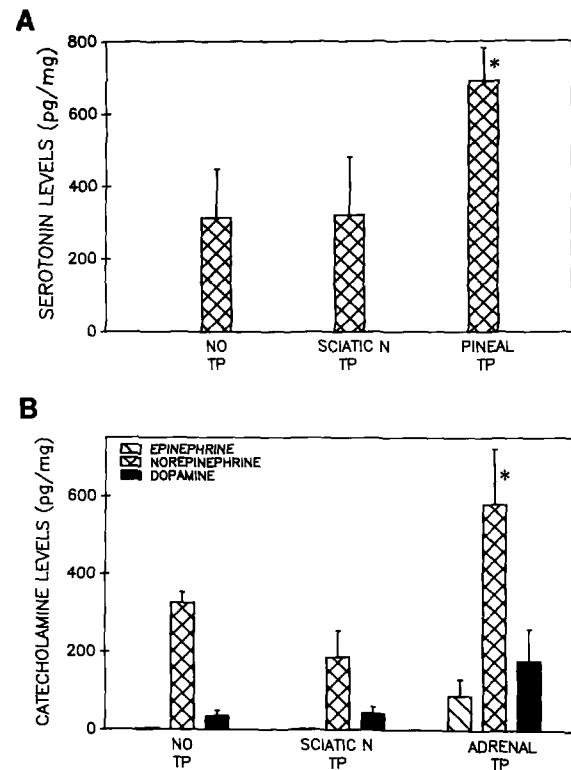 A
SEROTONIN LEVELS (pg/mg)
800
600
400
200
0
*
NO TP
SCIATIC N TP
PINEAL TP
B
CATECHOLAMINE LEVELS (pg/mg)
EPINEPHRINE
NOREPINEPHRINE
DOPAMINE
600
400
200
0
*
NO TP
SCIATIC N TP
ADRENAL TP